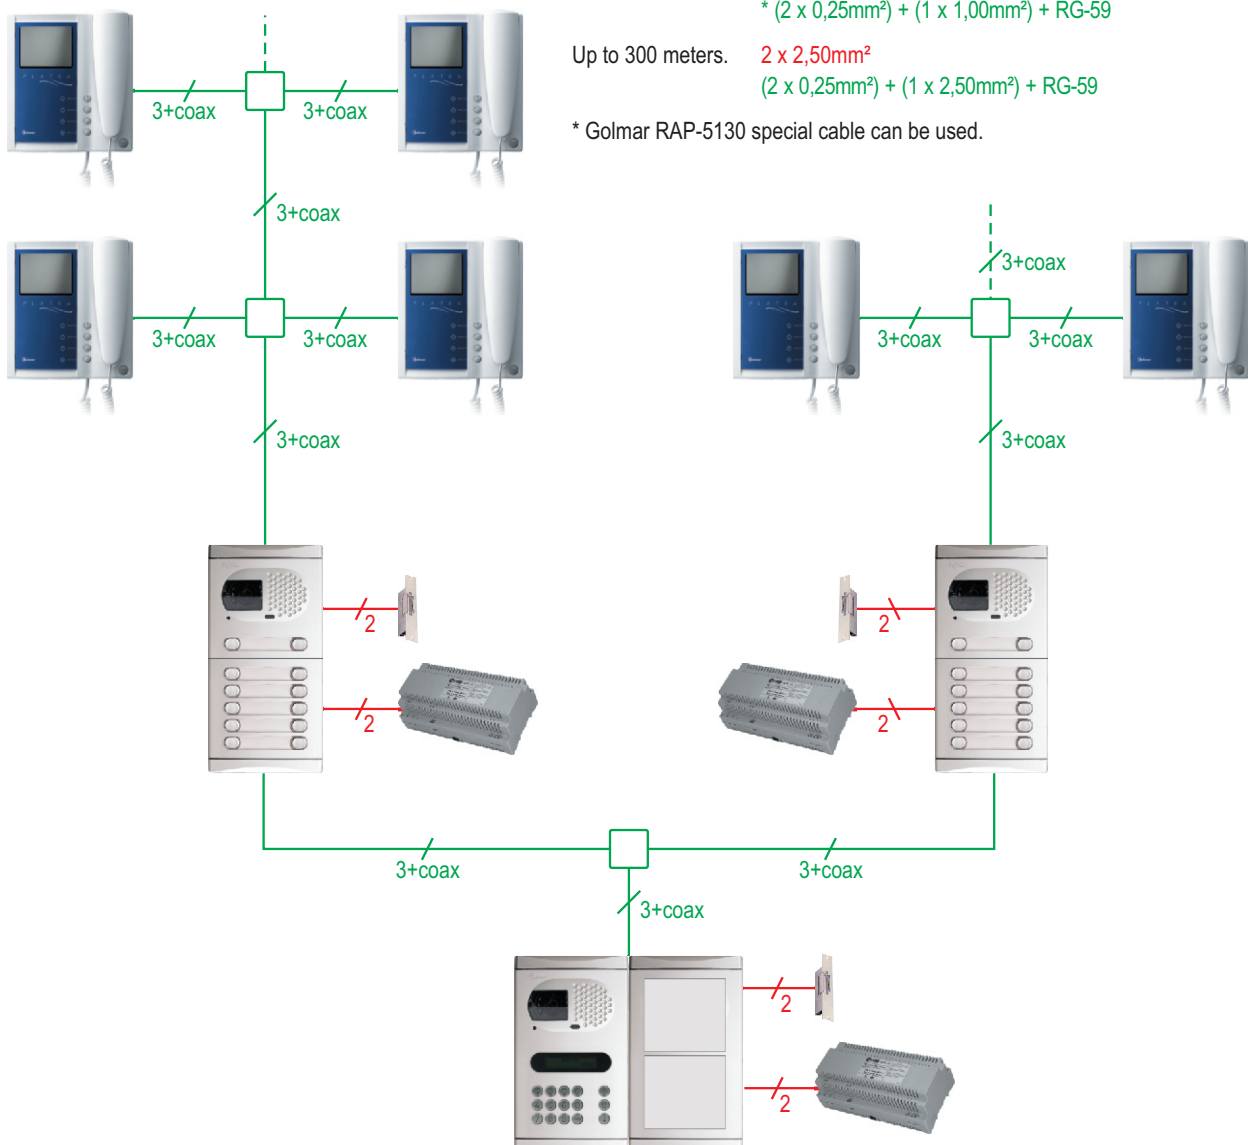 * (2 x 0,25mm²) + (1 x 1,00mm²) + RG-59
Up to 300 meters. 2 x 2,50mm²
(2 x 0,25mm²) + (1 x 2,50mm²) + RG-59
* Golmar RAP-5130 special cable can be used.
3+coax
3+coax
3+coax
3+coax
3+coax
3+coax
3+coax
3+coax
3+coax
3+coax
2
2
2
2
3+coax
3+coax
3+coax
2
2